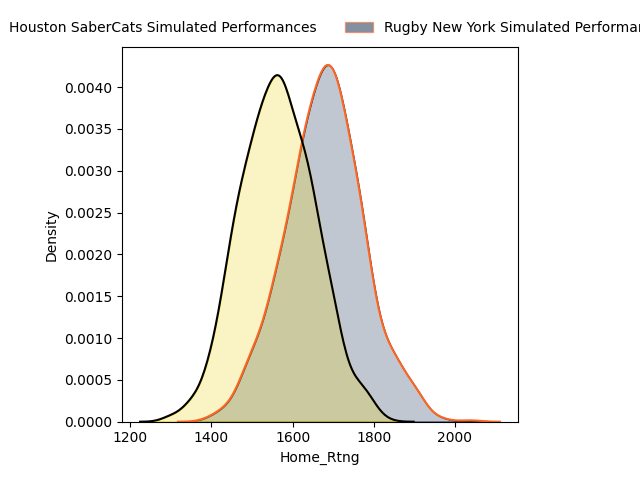 Houston SaberCats Simulated Performances
Rugby New York Simulated
0.0040
0.0035
0.0030
0.0025
0.0020
0.0015
0.0010
0.0005
0.0000
Density
1200 1400 1600 1800 2000
Home_Rtng